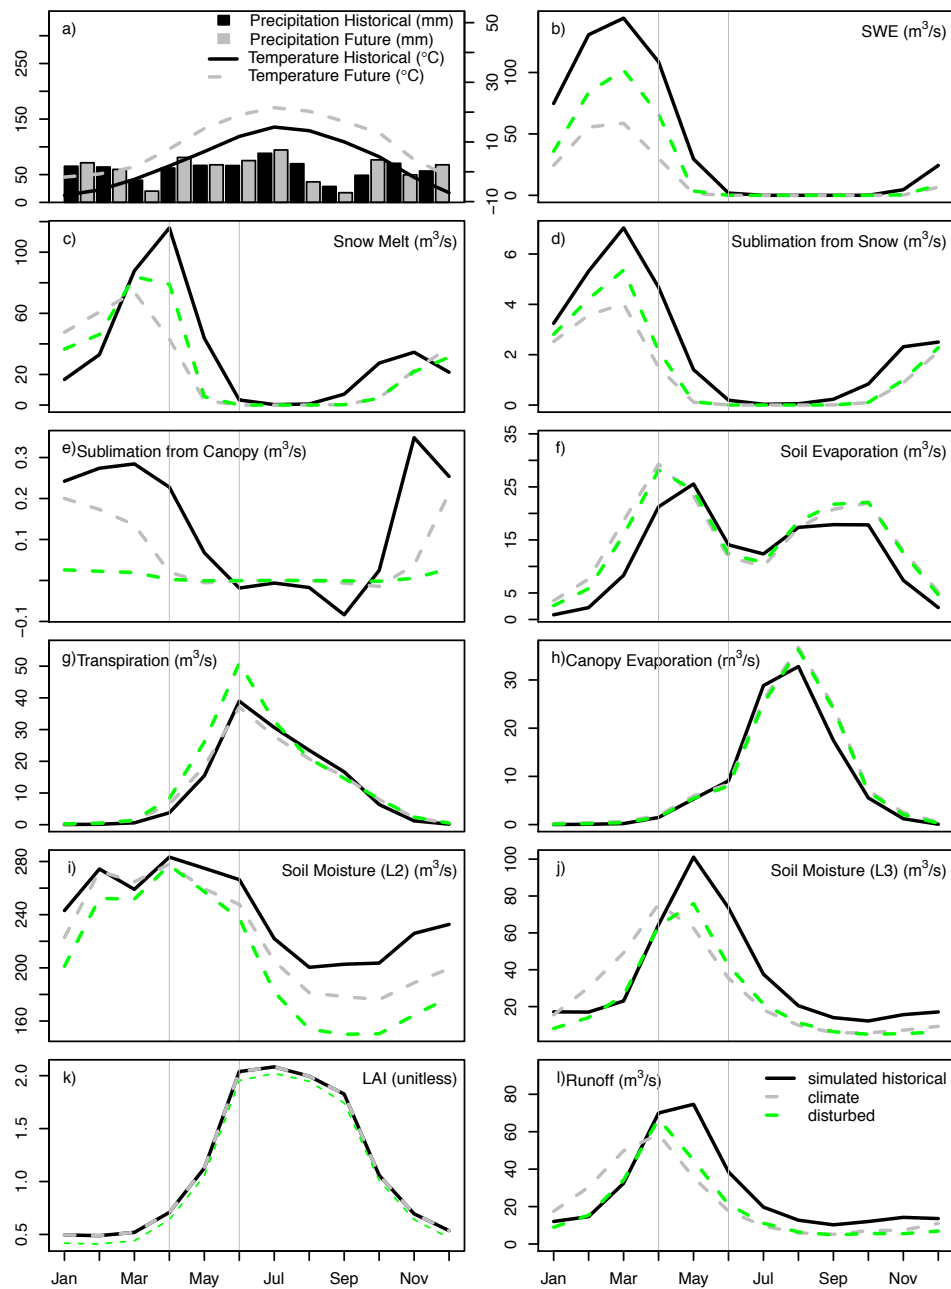 a)
Precipitation Historical (mm)
Precipitation Future (mm)
Temperature Historical (°C)
Temperature Future (°C)
0 50 150 250
−10 10 30 50
b)
SWE (m³/s)
0 50 100
c)
Snow Melt (m³/s)
0 20 60 100
d)
Sublimation from Snow (m³/s)
0 2 4 6
e) Sublimation from Canopy (m³/s)
−0.1 0.1 0.2 0.3
f)
Soil Evaporation (m³/s)
0 5 15 25 35
g) Transpiration (m³/s)
0 10 20 30 40 50
h) Canopy Evaporation (m³/s)
0 10 20 30
i)
Soil Moisture (L2) (m³/s)
160 200 240 280
j)
Soil Moisture (L3) (m³/s)
20 40 60 80 100
k)
LAI (unitless)
0.5 1.0 1.5 2.0
Jan Mar May Jul Sep Nov
l) Runoff (m³/s)
simulated historical
climate
disturbed
0 20 40 60 80
Jan Mar May Jul Sep Nov